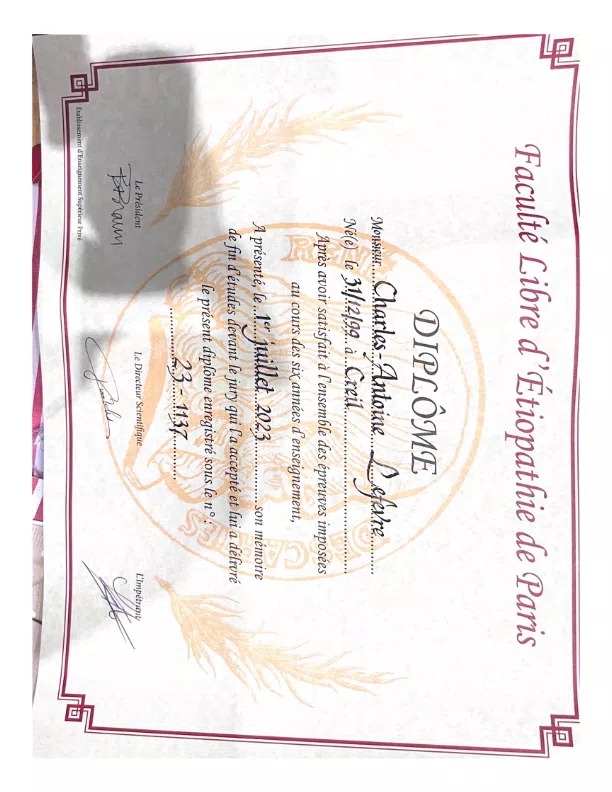 Faculté Libre d'Étiopathie de Paris
DIPLÔME
Monsieur....Charles-Antoine Lefèvre......
Né(e) le 31/12/99 à Creil......
Après avoir satisfait à l'ensemble des épreuves imposées
au cours des six années d'enseignement,
A présenté, le 1er juillet 2023...... son mémoire
de fin d'études devant le jury qui l'a accepté et lui a délivré
le présent diplôme enregistré sous le n° :
......23-1137......
Le Président
Le Directeur Scientifique
L'Impétrant
Etablissement d'Enseignement Supérieur Privé
DESCARTES